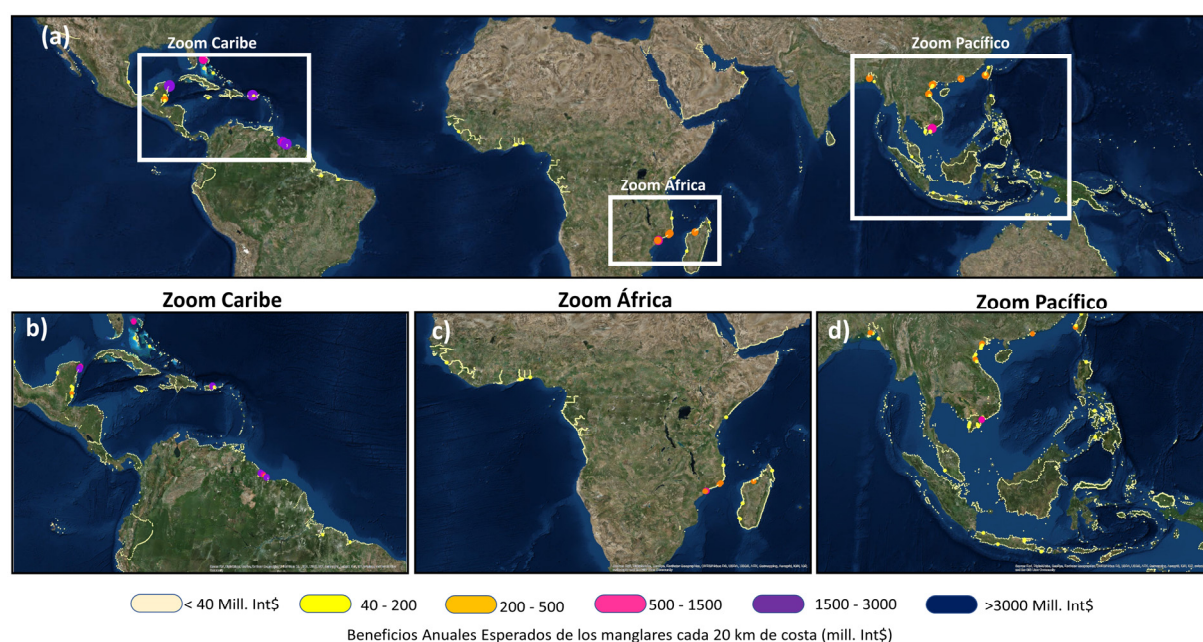 (a)
Zoom Caribe
Zoom Pacífico
Zoom África
Zoom Caribe
Zoom África
Zoom Pacífico
b)
c)
d)
< 40 Mill. Int$
40 - 200
200 - 500
500 - 1500
1500 - 3000
>3000 Mill. Int$
Beneficios Anuales Esperados de los manglares cada 20 km de costa (mill. Int$)